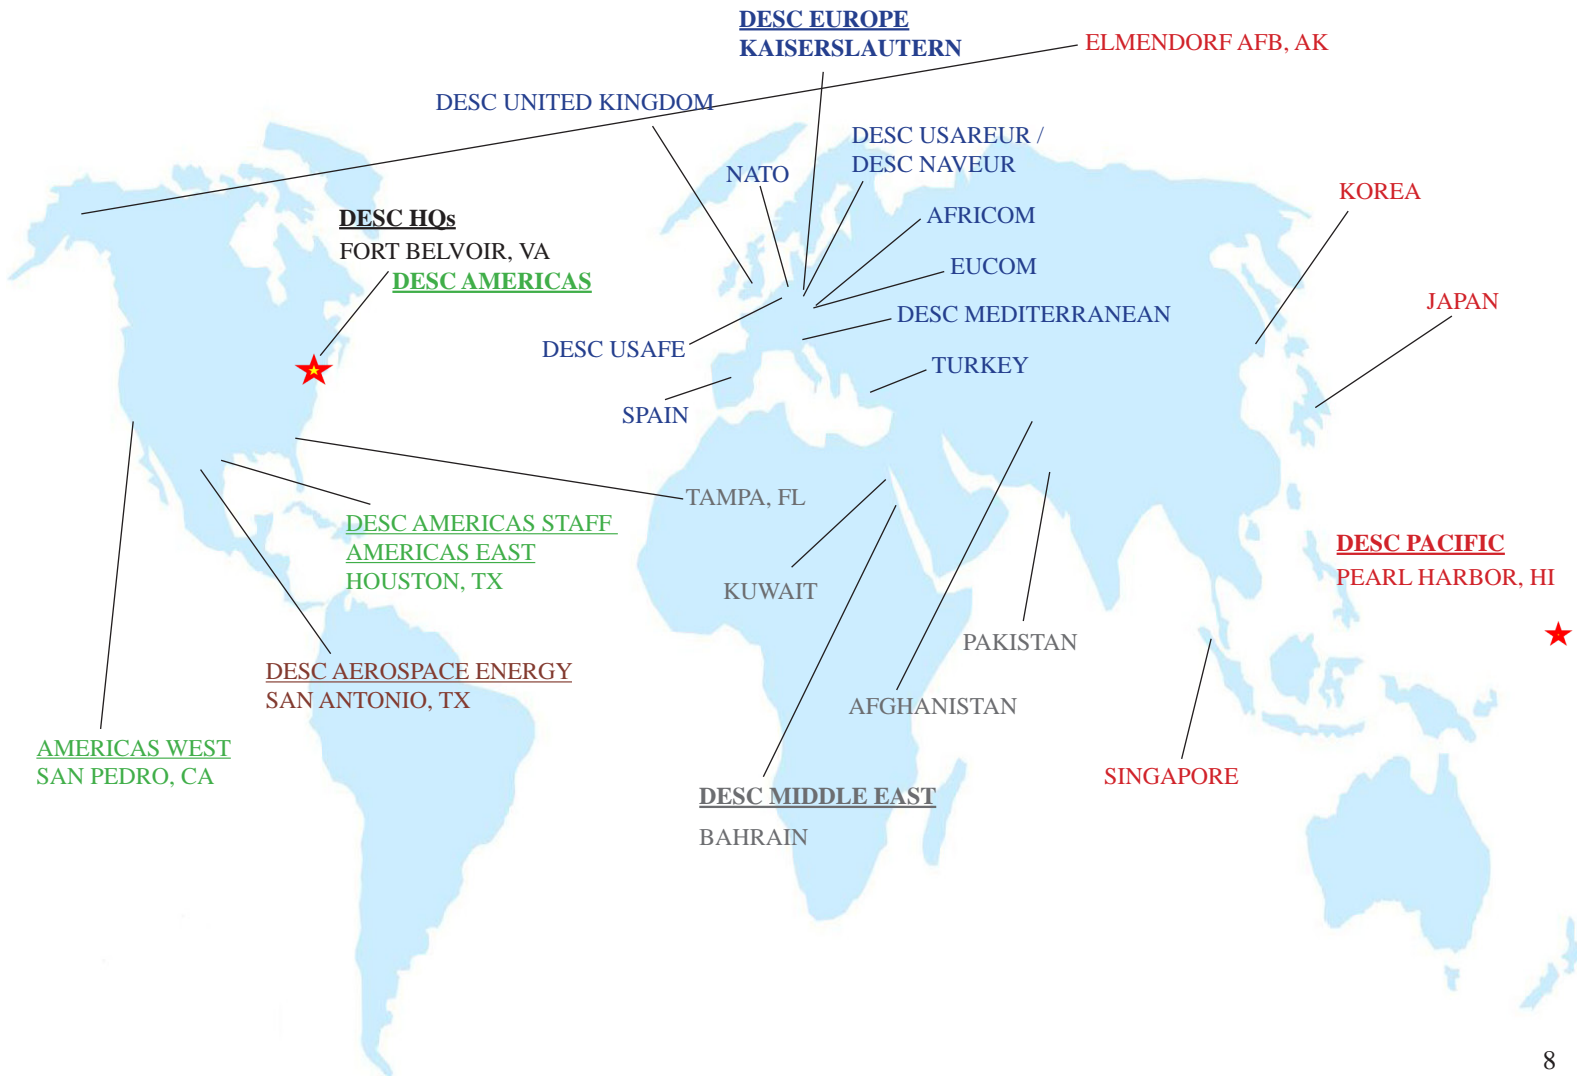 DESC EUROPE
KAISERSLAUTERN
ELMENDORF AFB, AK
DESC UNITED KINGDOM
DESC USAREUR /
DESC NAVEUR
NATO
KOREA
DESC HQs
FORT BELVOIR, VA
DESC AMERICAS
AFRICOM
EUCOM
JAPAN
DESC MEDITERRANEAN
DESC USAFE
TURKEY
SPAIN
TAMPA, FL
DESC AMERICAS STAFF
AMERICAS EAST
HOUSTON, TX
DESC PACIFIC
PEARL HARBOR, HI
KUWAIT
PAKISTAN
DESC AEROSPACE ENERGY
SAN ANTONIO, TX
AFGHANISTAN
AMERICAS WEST
SAN PEDRO, CA
SINGAPORE
DESC MIDDLE EAST
BAHRAIN
8